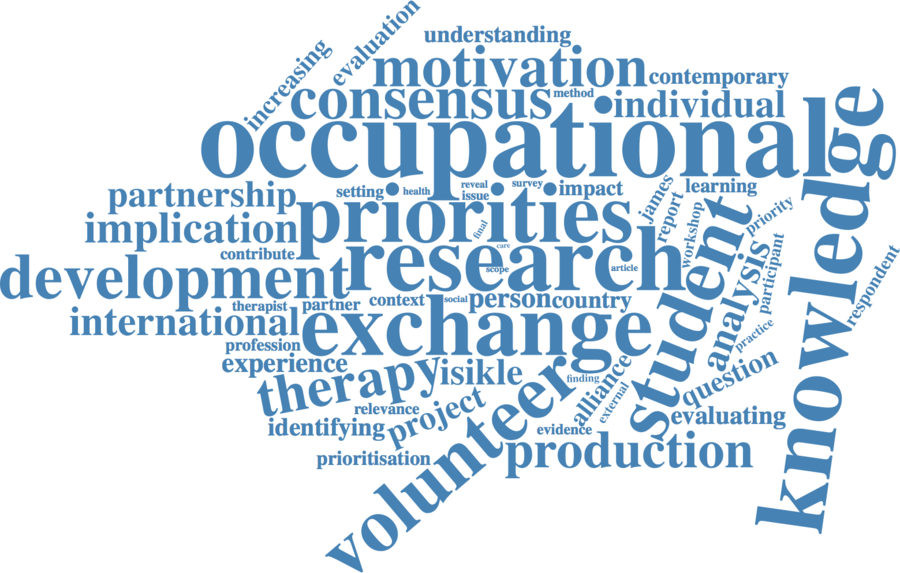 understanding
evaluation
increasing
motivation
contemporary
consensus
method
individual
occupational
knowledge
partnership
setting
health
reveal
survey
impact
james
learning
issue
implication
priorities
final
report
workshop
priority
contribute
care
research
scope
article
student
analysis
participant
respondent
development
therapist
partner
context
social
person
country
international
exchange
practice
profession
experience
therapy
isikle
finding
alliance
external
question
relevance
project
volunteer
evaluating
identifying
evidence
production
prioritisation